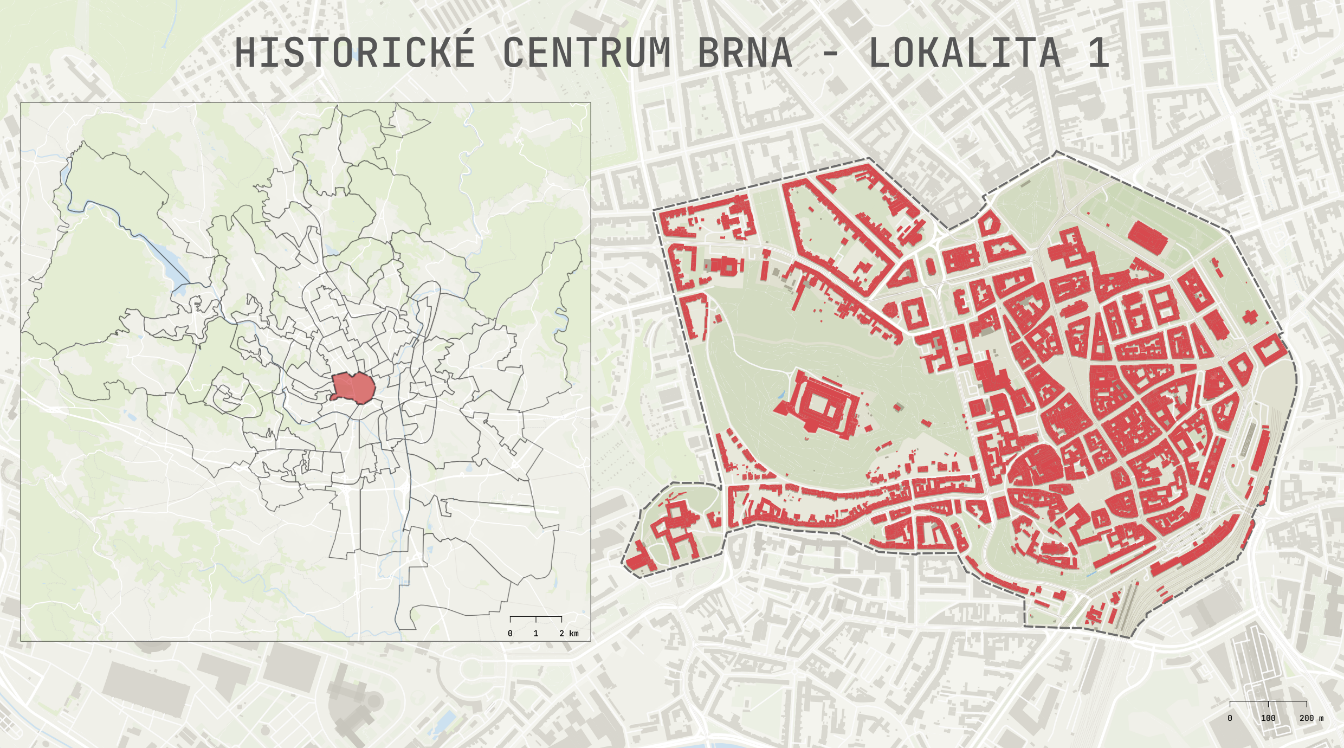 HISTORICKÉ CENTRUM BRNA - LOKALITA 1
0 1 2 km
0 100 200 m